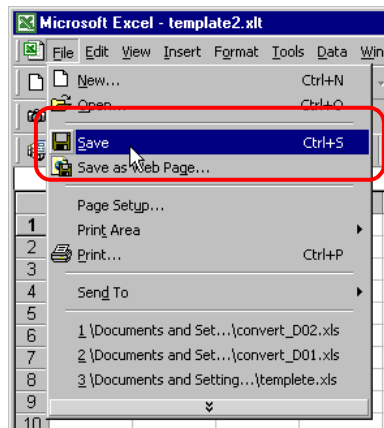 Microsoft Excel - template2.xlt
File Edit View Insert Format Tools Data Win
New... Ctrl+N
Open... Ctrl+O
Save Ctrl+S
Save as Web Page...
Page Setup...
1 Print Area
2 Print... Ctrl+P
3
4 Send To
5
6 1 \Documents and Set...\convert_D02.xls
7 2 \Documents and Set...\convert_D01.xls
8 3 \Documents and Setting...\templete.xls
9
10